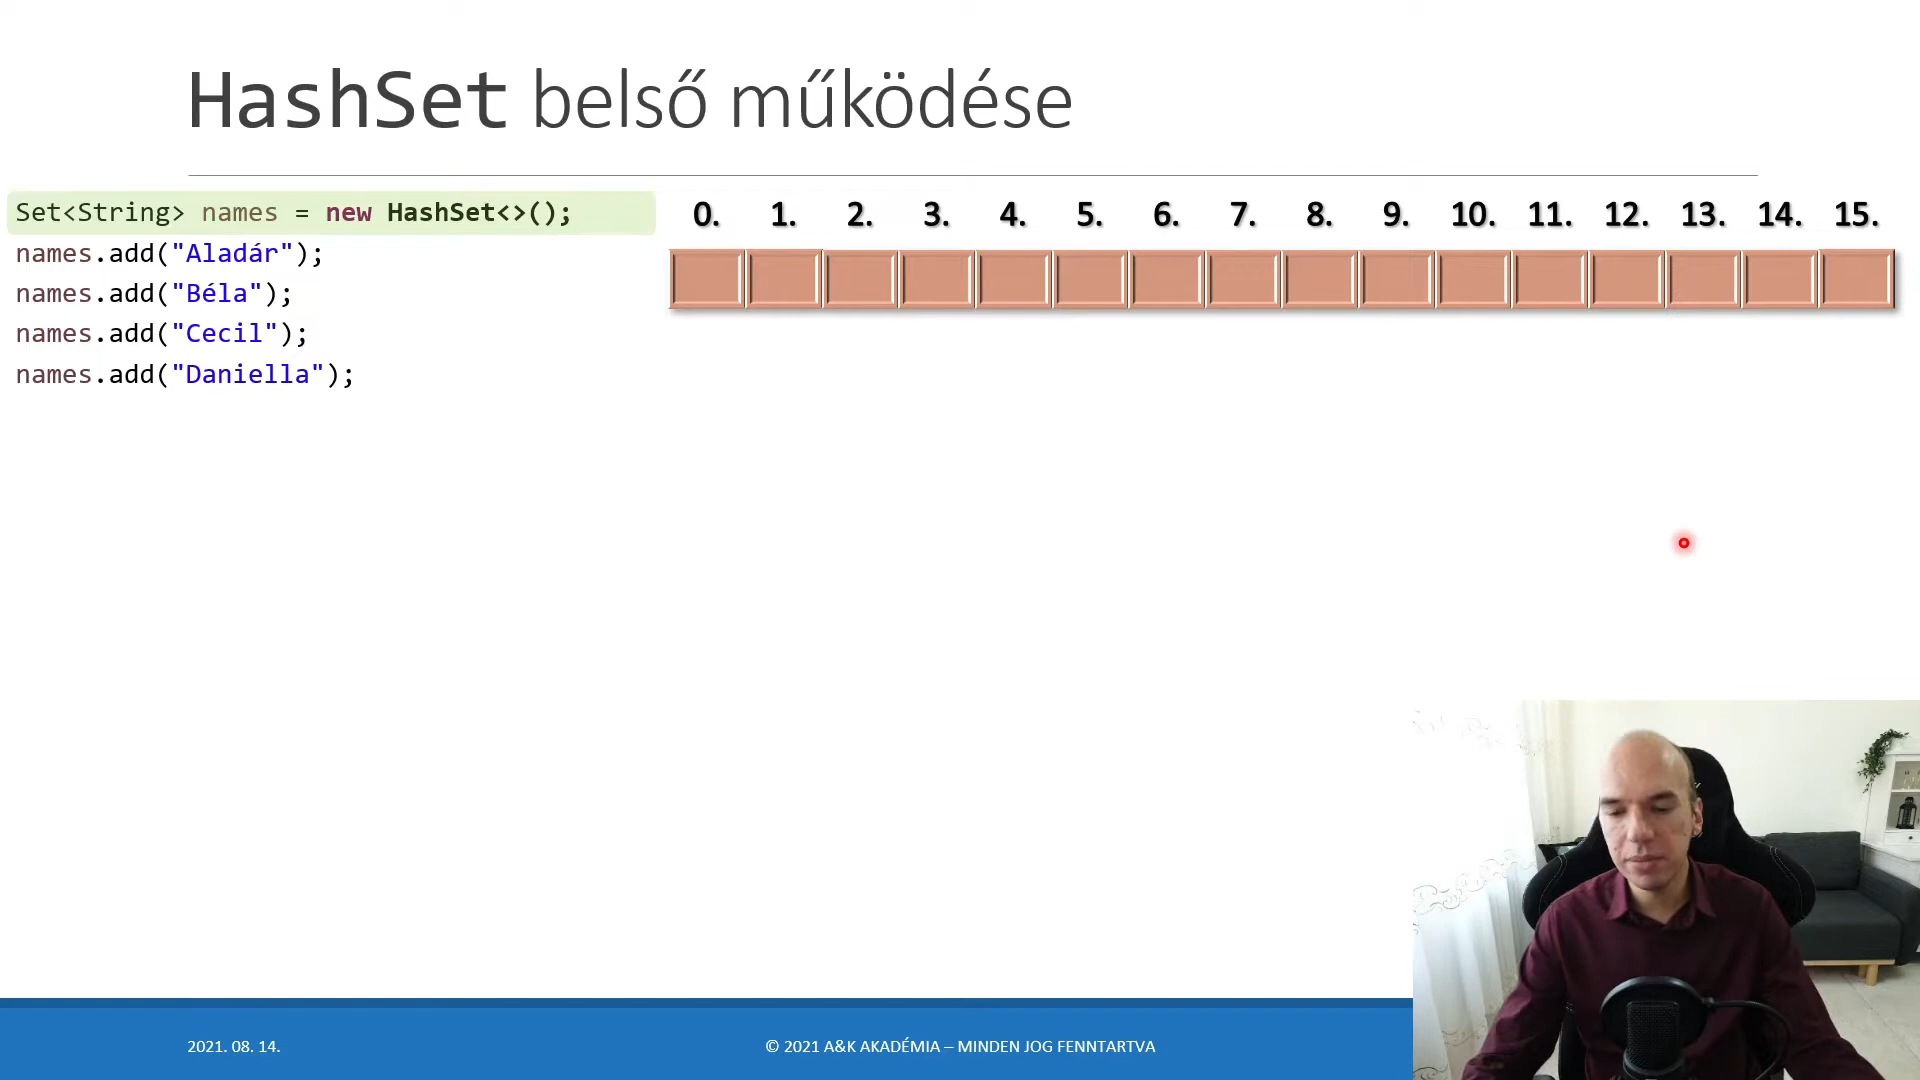 HashSet belső működése
Set<String> names = new HashSet<>();
names.add("Aladár");
names.add("Béla");
names.add("Cecil");
names.add("Daniella");
0. 1. 2. 3. 4. 5. 6. 7. 8. 9. 10. 11. 12. 13. 14. 15.
2021. 08. 14.
© 2021 A&K AKADÉMIA – MINDEN JOG FENNTARTVA